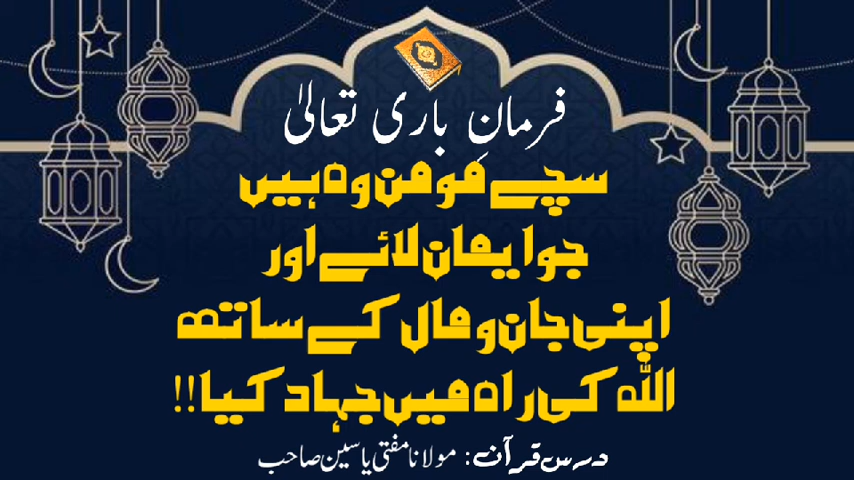 فرمانِ باری تعالیٰ
سچے مومن وہ ہیں
جو ایمان لائے اور
اپنی جان و مال کے ساتھ
اللہ کی راہ میں جہاد کیا!!
درسِ قرآن: مولانا مفتی یاسین صاحب